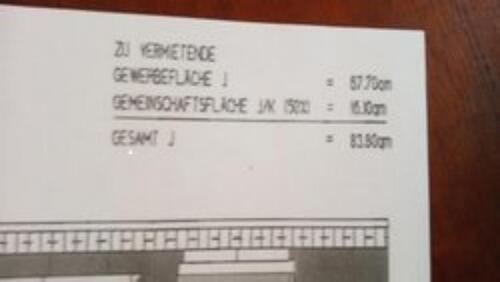 ZU VERMIETENDE
GEWERBEFLÄCHE J = 67.70qm
GEMEINSCHAFTSFLÄCHE J/K (50%) = 16.10qm
GESAMT J = 83.80qm